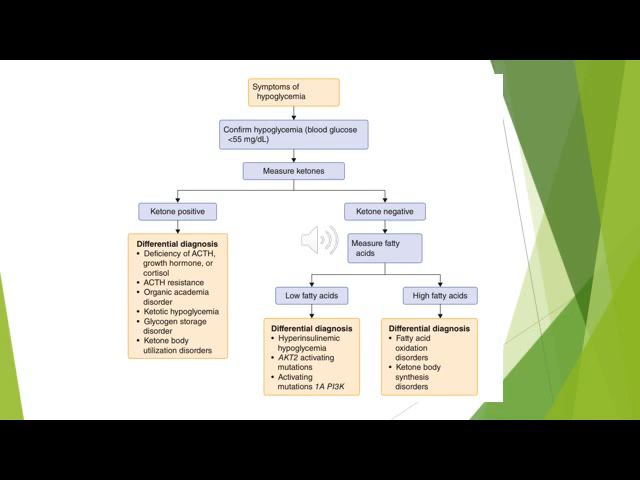 Symptoms of
hypoglycemia
Confirm hypoglycemia (blood glucose
<55 mg/dL)
Measure ketones
Ketone positive
Ketone negative
Differential diagnosis
• Deficiency of ACTH,
growth hormone, or
cortisol
• ACTH resistance
• Organic academia
disorder
• Ketotic hypoglycemia
• Glycogen storage
disorder
• Ketone body
utilization disorders
Measure fatty
acids
Low fatty acids
High fatty acids
Differential diagnosis
• Hyperinsulinemic
hypoglycemia
• AKT2 activating
mutations
• Activating
mutations 1A PI3K
Differential diagnosis
• Fatty acid
oxidation
disorders
• Ketone body
synthesis
disorders